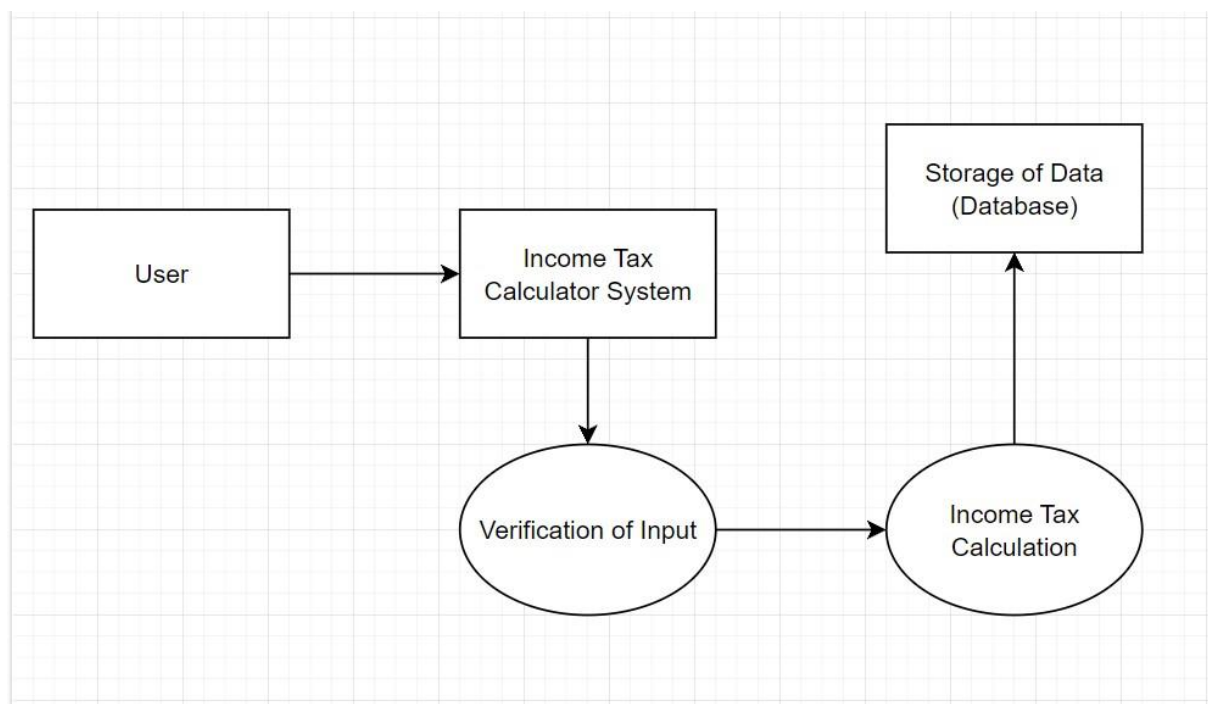 User
Income Tax
Calculator System
Storage of Data
(Database)
Verification of Input
Income Tax
Calculation